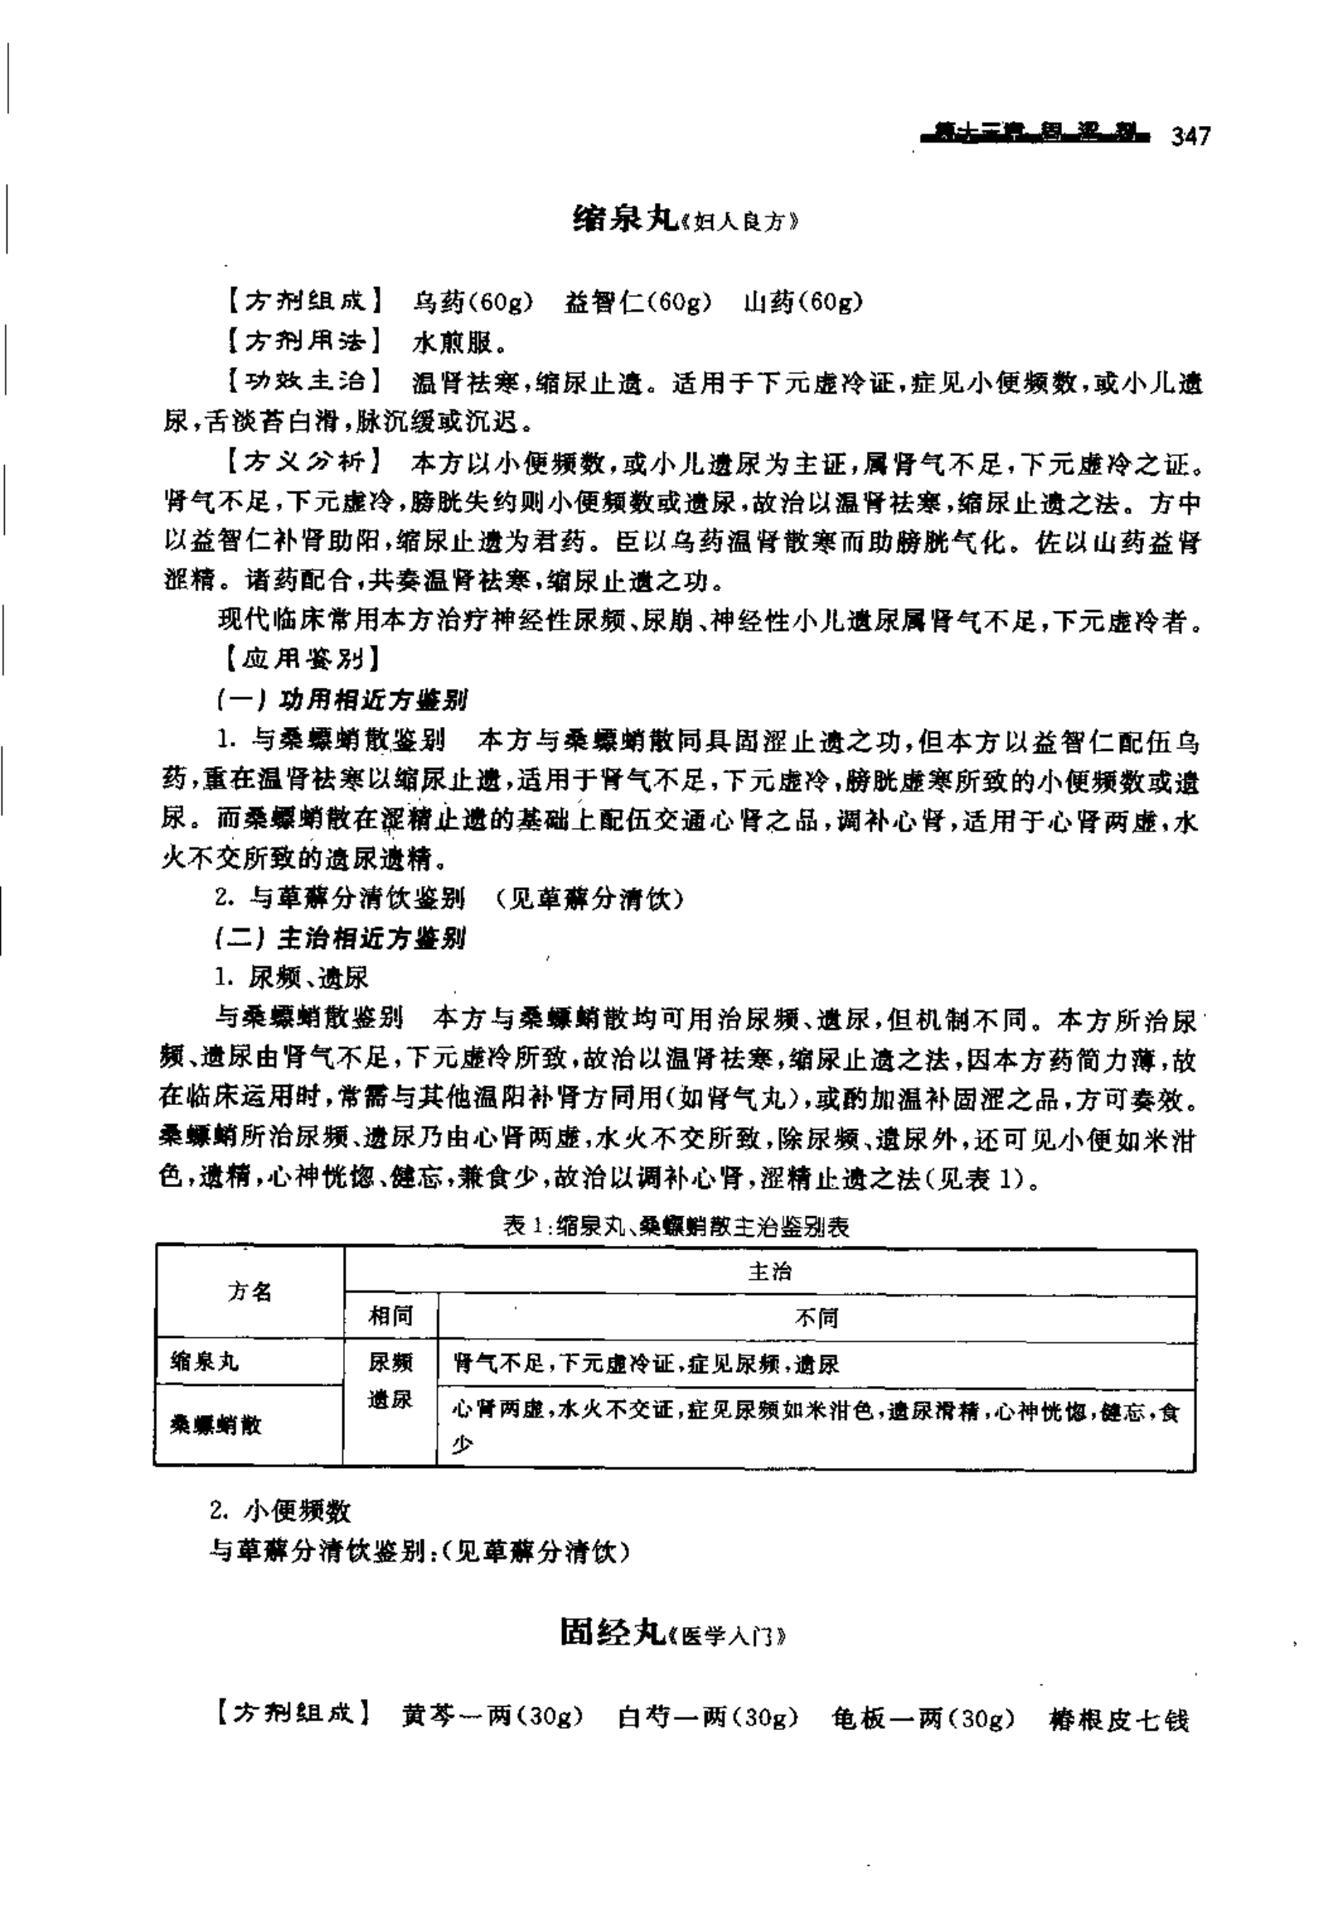 第十三章 固涩剂 347
缩泉丸《妇人良方》
【方剂组成】 乌药(60g) 益智仁(60g) 山药(60g)
【方剂用法】 水煎服。
【功效主治】 温肾祛寒,缩尿止遗。适用于下元虚冷证,症见小便频数,或小儿遗
尿,舌淡苔白滑,脉沉缓或沉迟。
【方义分析】 本方以小便频数,或小儿遗尿为主证,属肾气不足,下元虚冷之证。
肾气不足,下元虚冷,膀胱失约则小便频数或遗尿,故治以温肾祛寒,缩尿止遗之法。方中
以益智仁补肾助阳,缩尿止遗为君药。臣以乌药温肾散寒而助膀胱气化。佐以山药益肾
涩精。诸药配合,共奏温肾祛寒,缩尿止遗之功。
现代临床常用本方治疗神经性尿频、尿崩、神经性小儿遗尿属肾气不足,下元虚冷者。
【应用鉴别】
(一)功用相近方鉴别
1. 与桑螵蛸散鉴别 本方与桑螵蛸散同具固涩止遗之功,但本方以益智仁配伍乌
药,重在温肾祛寒以缩尿止遗,适用于肾气不足,下元虚冷,膀胱虚寒所致的小便频数或遗
尿。而桑螵蛸散在涩精止遗的基础上配伍交通心肾之品,调补心肾,适用于心肾两虚,水
火不交所致的遗尿遗精。
2. 与萆薢分清饮鉴别 (见萆薢分清饮)
(二)主治相近方鉴别
1. 尿频、遗尿
与桑螵蛸散鉴别 本方与桑螵蛸散均可用治尿频、遗尿,但机制不同。本方所治尿
频、遗尿由肾气不足,下元虚冷所致,故治以温肾祛寒,缩尿止遗之法,因本方药简力薄,故
在临床运用时,常需与其他温阳补肾方同用(如肾气丸),或酌加温补固涩之品,方可奏效。
桑螵蛸所治尿频、遗尿乃由心肾两虚,水火不交所致,除尿频、遗尿外,还可见小便如米泔
色,遗精,心神恍惚、健忘,兼食少,故治以调补心肾,涩精止遗之法(见表 1)。
表 1:缩泉丸、桑螵蛸散主治鉴别表
方名 主治
相同 不同
缩泉丸 尿频 肾气不足,下元虚冷证,症见尿频,遗尿
遗尿
桑螵蛸散 心肾两虚,水火不交证,症见尿频如米泔色,遗尿滑精,心神恍惚,健忘,食
少
2. 小便频数
与萆薢分清饮鉴别:(见萆薢分清饮)
固经丸《医学入门》
【方剂组成】 黄芩一两(30g) 白芍一两(30g) 龟板一两(30g) 椿根皮七钱